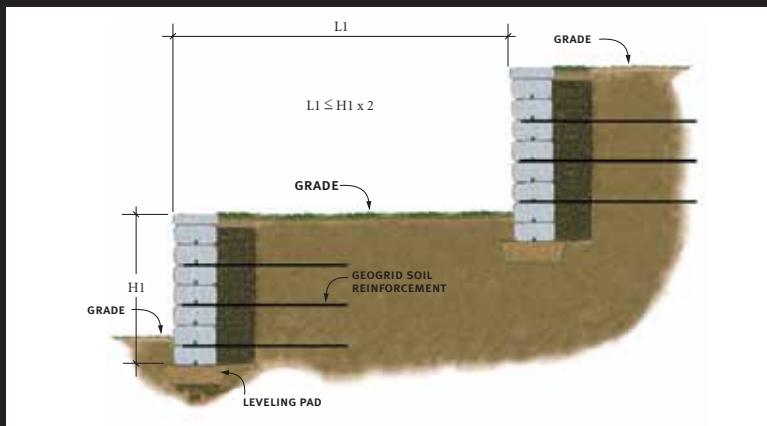 L1
GRADE
L1 ≤ H1 x 2
GRADE
GEOGRID SOIL
REINFORCEMENT
H1
GRADE
LEVELING PAD